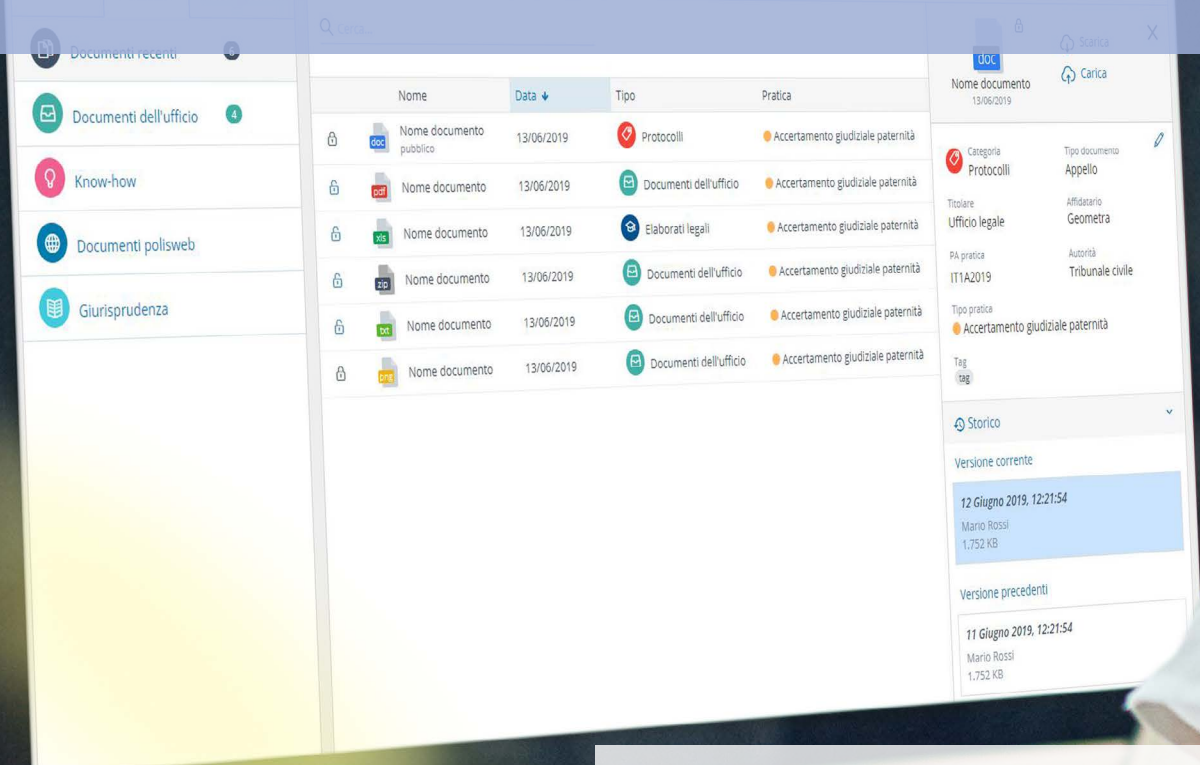 Documenti recenti
Documenti dell'ufficio 4
Know-how
Documenti polisweb
Giurisprudenza
Cerca...
Nome Data Tipo Pratica
doc Nome documento 13/06/2019 Protocolli Accertamento giudiziale paternità
pubblico
pdf Nome documento 13/06/2019 Documenti dell'ufficio Accertamento giudiziale paternità
xls Nome documento 13/06/2019 Elaborati legali Accertamento giudiziale paternità
zip Nome documento 13/06/2019 Documenti dell'ufficio Accertamento giudiziale paternità
txt Nome documento 13/06/2019 Documenti dell'ufficio Accertamento giudiziale paternità
png Nome documento 13/06/2019 Documenti dell'ufficio Accertamento giudiziale paternità
X
Scarica
doc
Carica
Nome documento
13/06/2019
Categoria Tipo documento
Protocolli Appello
Titolare Affidatario
Ufficio legale Geometra
PA pratica Autorità
IT1A2019 Tribunale civile
Tipo pratica
Accertamento giudiziale paternità
Tag
tag
Storico
Versione corrente
12 Giugno 2019, 12:21:54
Mario Rossi
1.752 KB
Versione precedenti
11 Giugno 2019, 12:21:54
Mario Rossi
1.752 KB